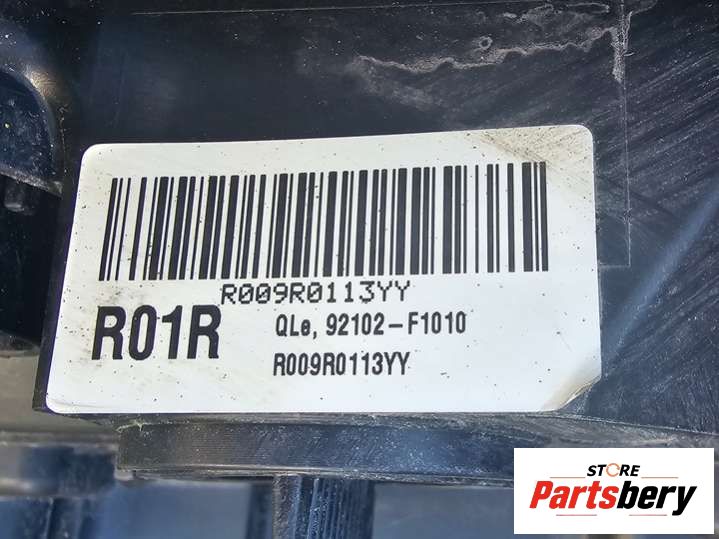 R009R0113YY
R01R
QLe, 92102-F1010
R009R0113YY
STORE
Partsbery